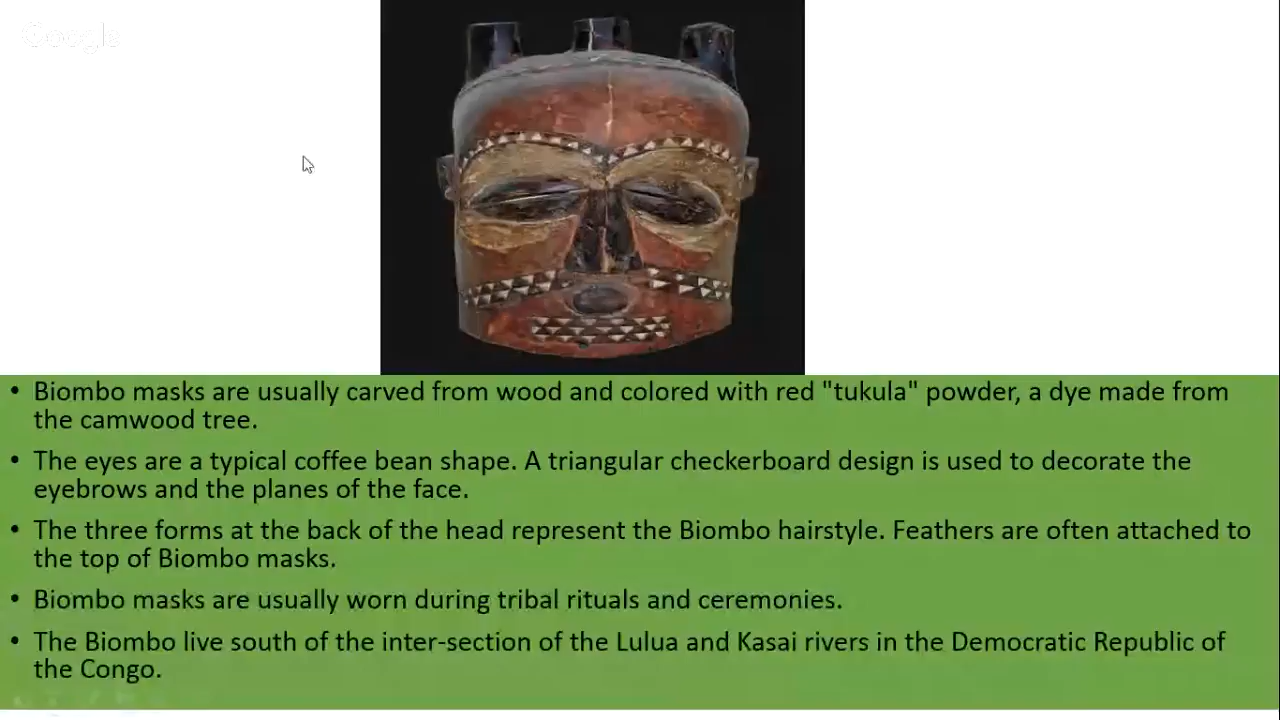 Google
• Biombo masks are usually carved from wood and colored with red "tukula" powder, a dye made from
the camwood tree.
• The eyes are a typical coffee bean shape. A triangular checkerboard design is used to decorate the
eyebrows and the planes of the face.
• The three forms at the back of the head represent the Biombo hairstyle. Feathers are often attached to
the top of Biombo masks.
• Biombo masks are usually worn during tribal rituals and ceremonies.
• The Biombo live south of the inter-section of the Lulua and Kasai rivers in the Democratic Republic of
the Congo.